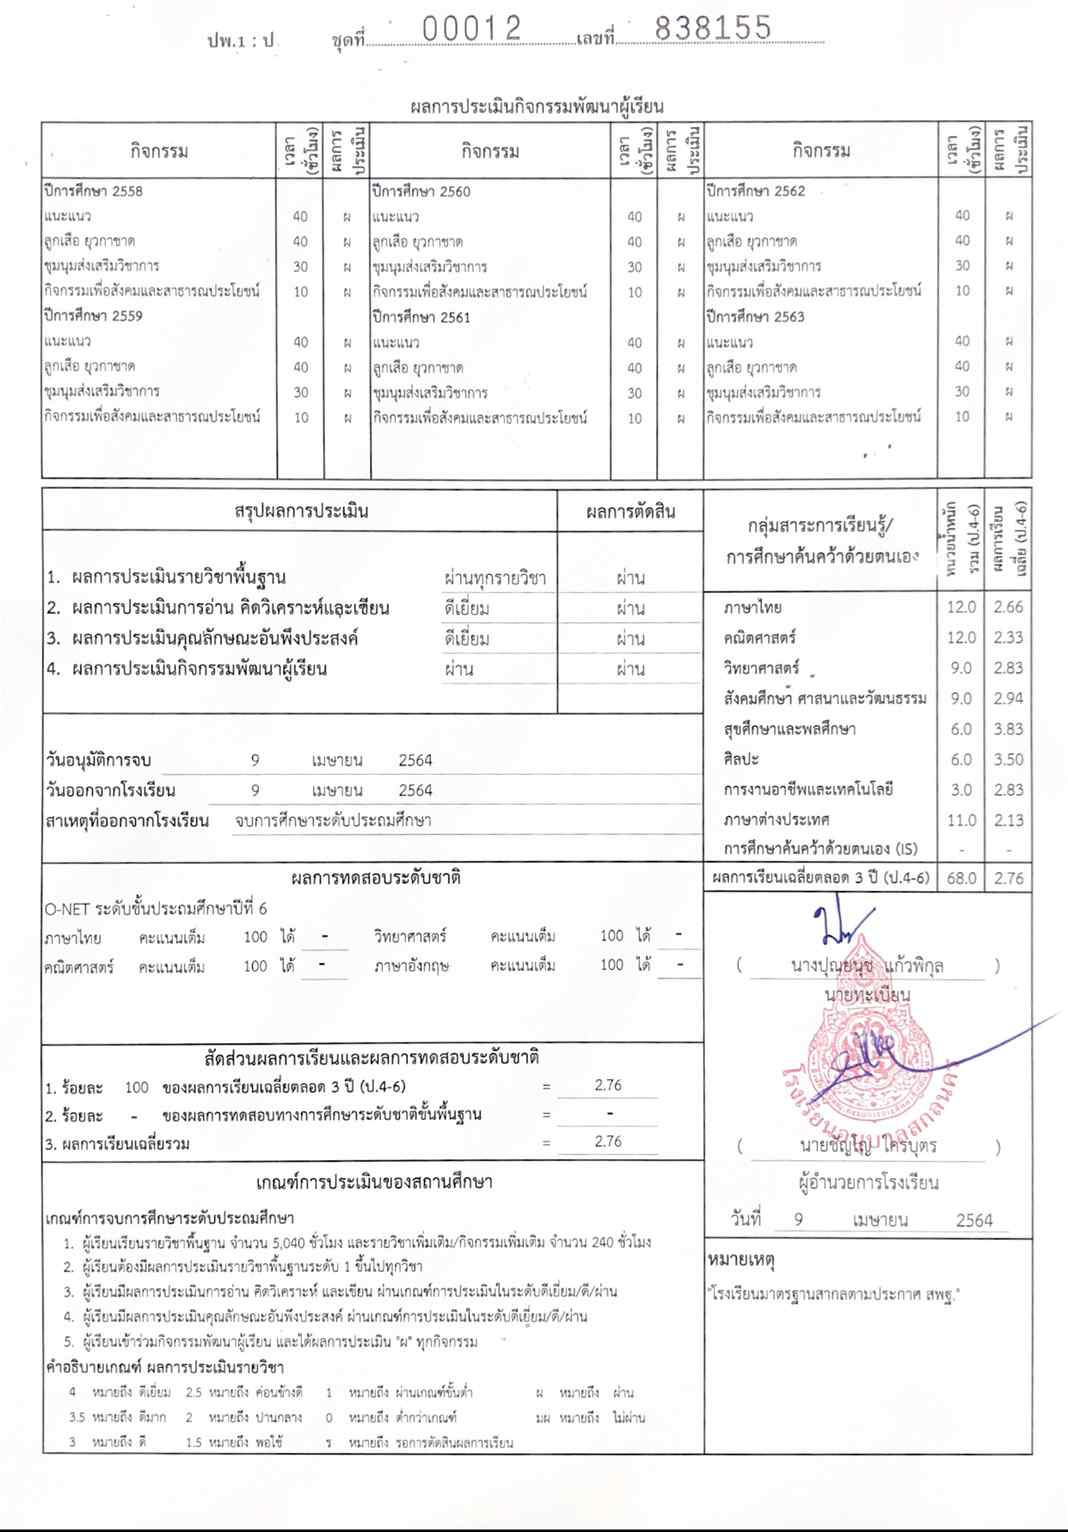 ปพ.1 : ป ชุดที่ 00012 เลขที่ 838155
ผลการประเมินกิจกรรมพัฒนาผู้เรียน
กิจกรรม เวลา (ชั่วโมง) ผลการประเมิน กิจกรรม เวลา (ชั่วโมง) ผลการประเมิน กิจกรรม เวลา (ชั่วโมง) ผลการประเมิน
ปีการศึกษา 2558 ปีการศึกษา 2560 ปีการศึกษา 2562
แนะแนว 40 ผ แนะแนว 40 ผ แนะแนว 40 ผ
ลูกเสือ ยุวกาชาด 40 ผ ลูกเสือ ยุวกาชาด 40 ผ ลูกเสือ ยุวกาชาด 40 ผ
ชุมนุมส่งเสริมวิชาการ 30 ผ ชุมนุมส่งเสริมวิชาการ 30 ผ ชุมนุมส่งเสริมวิชาการ 30 ผ
กิจกรรมเพื่อสังคมและสาธารณประโยชน์ 10 ผ กิจกรรมเพื่อสังคมและสาธารณประโยชน์ 10 ผ กิจกรรมเพื่อสังคมและสาธารณประโยชน์ 10 ผ
ปีการศึกษา 2559 ปีการศึกษา 2561 ปีการศึกษา 2563
แนะแนว 40 ผ แนะแนว 40 ผ แนะแนว 40 ผ
ลูกเสือ ยุวกาชาด 40 ผ ลูกเสือ ยุวกาชาด 40 ผ ลูกเสือ ยุวกาชาด 40 ผ
ชุมนุมส่งเสริมวิชาการ 30 ผ ชุมนุมส่งเสริมวิชาการ 30 ผ ชุมนุมส่งเสริมวิชาการ 30 ผ
กิจกรรมเพื่อสังคมและสาธารณประโยชน์ 10 ผ กิจกรรมเพื่อสังคมและสาธารณประโยชน์ 10 ผ กิจกรรมเพื่อสังคมและสาธารณประโยชน์ 10 ผ
สรุปผลการประเมิน ผลการตัดสิน
1. ผลการประเมินรายวิชาพื้นฐาน ผ่านทุกรายวิชา ผ่าน
2. ผลการประเมินการอ่าน คิดวิเคราะห์และเขียน ดีเยี่ยม ผ่าน
3. ผลการประเมินคุณลักษณะอันพึงประสงค์ ดีเยี่ยม ผ่าน
4. ผลการประเมินกิจกรรมพัฒนาผู้เรียน ผ่าน ผ่าน
วันอนุมัติการจบ 9 เมษายน 2564
วันออกจากโรงเรียน 9 เมษายน 2564
สาเหตุที่ออกจากโรงเรียน จบการศึกษาระดับประถมศึกษา
กลุ่มสาระการเรียนรู้/
การศึกษาค้นคว้าด้วยตนเอง หน่วยน้ำหนักรวม (ป.4-6) ผลการเรียนเฉลี่ย (ป.4-6)
ภาษาไทย 12.0 2.66
คณิตศาสตร์ 12.0 2.33
วิทยาศาสตร์ 9.0 2.83
สังคมศึกษา ศาสนาและวัฒนธรรม 9.0 2.94
สุขศึกษาและพลศึกษา 6.0 3.83
ศิลปะ 6.0 3.50
การงานอาชีพและเทคโนโลยี 3.0 2.83
ภาษาต่างประเทศ 11.0 2.13
การศึกษาค้นคว้าด้วยตนเอง (IS) - -
ผลการเรียนเฉลี่ยตลอด 3 ปี (ป.4-6) 68.0 2.76
ผลการทดสอบระดับชาติ
O-NET ระดับชั้นประถมศึกษาปีที่ 6
ภาษาไทย คะแนนเต็ม 100 ได้ - วิทยาศาสตร์ คะแนนเต็ม 100 ได้ -
คณิตศาสตร์ คะแนนเต็ม 100 ได้ - ภาษาอังกฤษ คะแนนเต็ม 100 ได้ -
สัดส่วนผลการเรียนและผลการทดสอบระดับชาติ
1. ร้อยละ 100 ของผลการเรียนเฉลี่ยตลอด 3 ปี (ป.4-6) = 2.76
2. ร้อยละ - ของผลการทดสอบทางการศึกษาระดับชาติขั้นพื้นฐาน = -
3. ผลการเรียนเฉลี่ยรวม = 2.76
( นางปุณยนุช แก้วพิกุล )
นายทะเบียน
โรงเรียนอนุบาลสกลนคร
( นายชัญโญ ใครบุตร )
ผู้อำนวยการโรงเรียน
วันที่ 9 เมษายน 2564
เกณฑ์การประเมินของสถานศึกษา
เกณฑ์การจบการศึกษาระดับประถมศึกษา
1. ผู้เรียนเรียนรายวิชาพื้นฐาน จำนวน 5,040 ชั่วโมง และรายวิชาเพิ่มเติม/กิจกรรมเพิ่มเติม จำนวน 240 ชั่วโมง
2. ผู้เรียนต้องมีผลการประเมินรายวิชาพื้นฐานระดับ 1 ขึ้นไปทุกวิชา
3. ผู้เรียนมีผลการประเมินการอ่าน คิดวิเคราะห์ และเขียน ผ่านเกณฑ์การประเมินในระดับดีเยี่ยม/ดี/ผ่าน
4. ผู้เรียนมีผลการประเมินคุณลักษณะอันพึงประสงค์ ผ่านเกณฑ์การประเมินในระดับดีเยี่ยม/ดี/ผ่าน
5. ผู้เรียนเข้าร่วมกิจกรรมพัฒนาผู้เรียน และได้ผลการประเมิน "ผ" ทุกกิจกรรม
คำอธิบายเกณฑ์ ผลการประเมินรายวิชา
4 หมายถึง ดีเยี่ยม 2.5 หมายถึง ค่อนข้างดี 1 หมายถึง ผ่านเกณฑ์ขั้นต่ำ ผ หมายถึง ผ่าน
3.5 หมายถึง ดีมาก 2 หมายถึง ปานกลาง 0 หมายถึง ต่ำกว่าเกณฑ์ มผ หมายถึง ไม่ผ่าน
3 หมายถึง ดี 1.5 หมายถึง พอใช้ ร หมายถึง รอการตัดสินผลการเรียน
หมายเหตุ
"โรงเรียนมาตรฐานสากลตามประกาศ สพฐ."